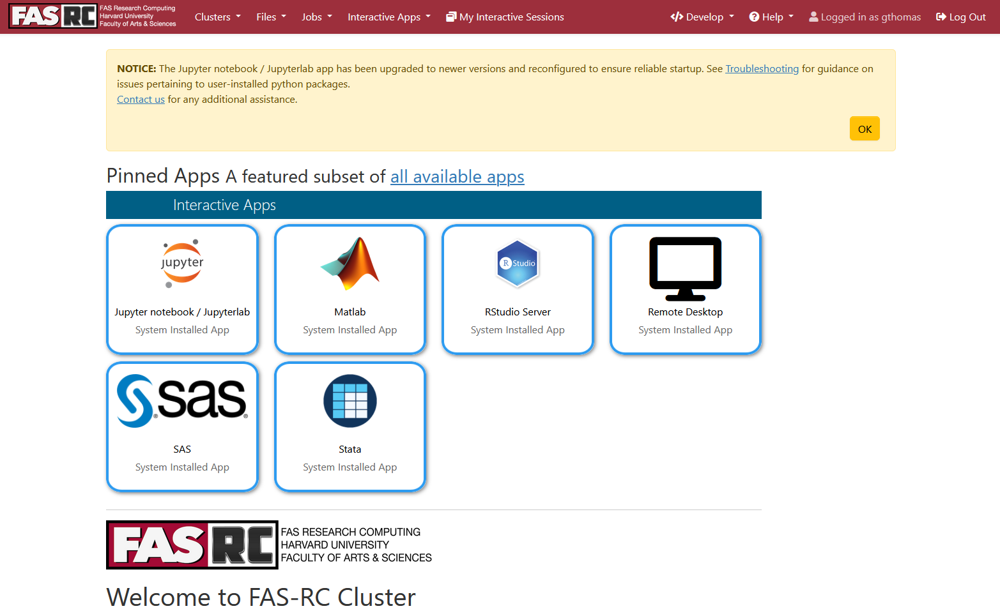 FASRC FAS Research Computing
Harvard University
Faculty of Arts & Sciences
Clusters Files Jobs Interactive Apps My Interactive Sessions Develop Help Logged in as gthomas Log Out
NOTICE: The Jupyter notebook / Jupyterlab app has been upgraded to newer versions and reconfigured to ensure reliable startup. See Troubleshooting for guidance on
issues pertaining to user-installed python packages.
Contact us for any additional assistance.
OK
Pinned Apps A featured subset of all available apps
Interactive Apps
jupyter
Jupyter notebook / Jupyterlab
System Installed App
Matlab
System Installed App
R Studio
RStudio Server
System Installed App
Remote Desktop
System Installed App
sas
SAS
System Installed App
Stata
System Installed App
FASRC FAS RESEARCH COMPUTING
HARVARD UNIVERSITY
FACULTY OF ARTS & SCIENCES
Welcome to FAS-RC Cluster